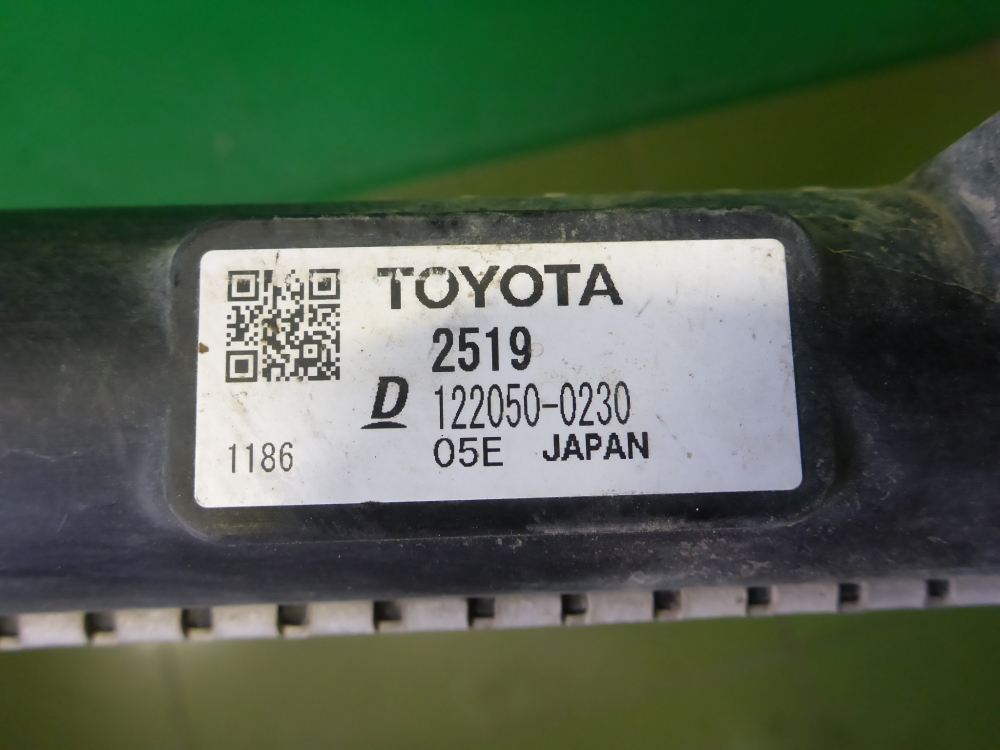 TOYOTA
2519
D 122050-0230
1186 05E JAPAN